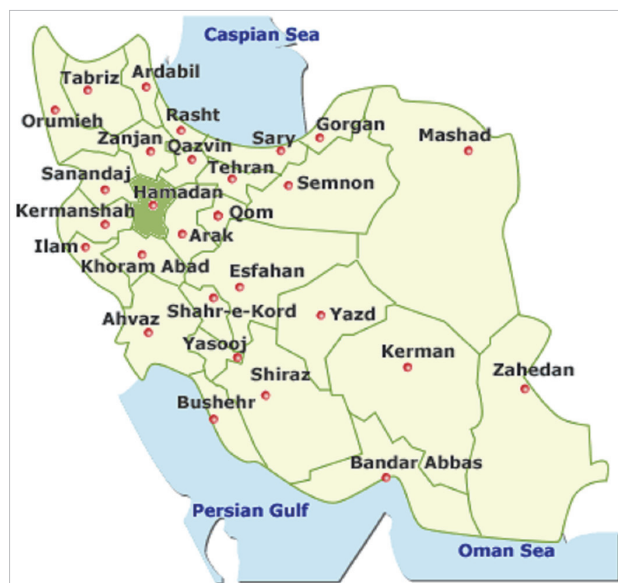 Caspian Sea
Ardabil
Tabriz
Orumieh
Rasht
Gorgan
Mashad
Zanjan
Qazvin
Sary
Tehran
Sanandaj
Semnon
Hamadan
Kermanshah
Qom
Arak
Ilam
Khoram Abad
Esfahan
Shahr-e-Kord
Ahvaz
Yazd
Yasooj
Kerman
Zahedan
Shiraz
Bushehr
Bandar Abbas
Persian Gulf
Oman Sea